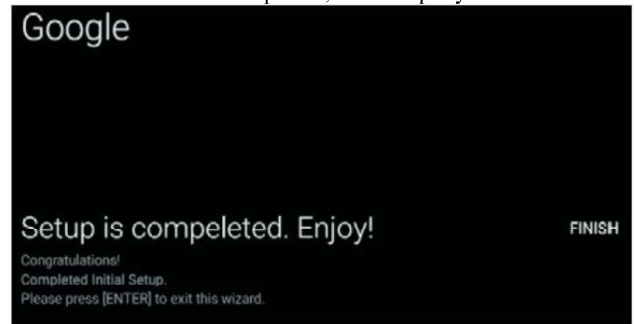 Google
Setup is compeleted. Enjoy!
FINISH
Congratulations!
Completed Initial Setup.
Please press [ENTER] to exit this wizard.